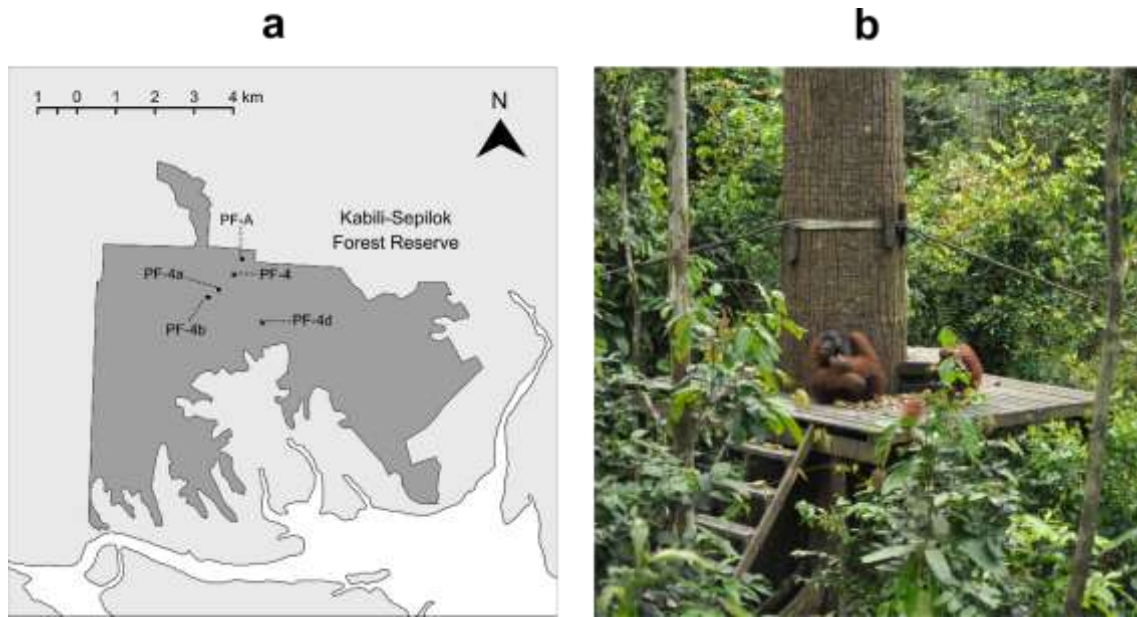 a
b
1 0 1 2 3 4 km
N
Kabili-Sepilok
Forest Reserve
PF-A
PF-4a
PF-4
PF-4b
PF-4d